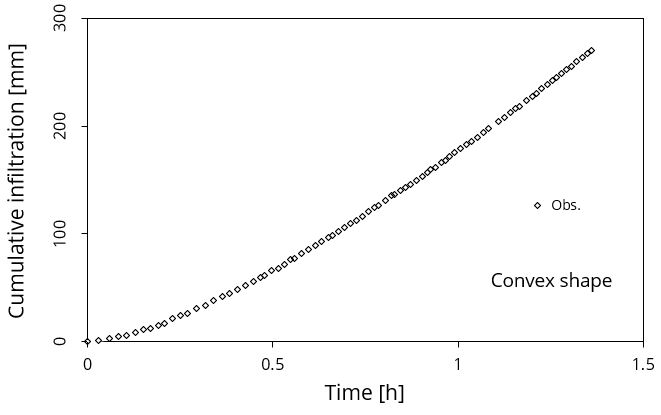 Cumulative infiltration [mm]
300
200
100
0
Obs.
Convex shape
0
0.5
1
1.5
Time [h]